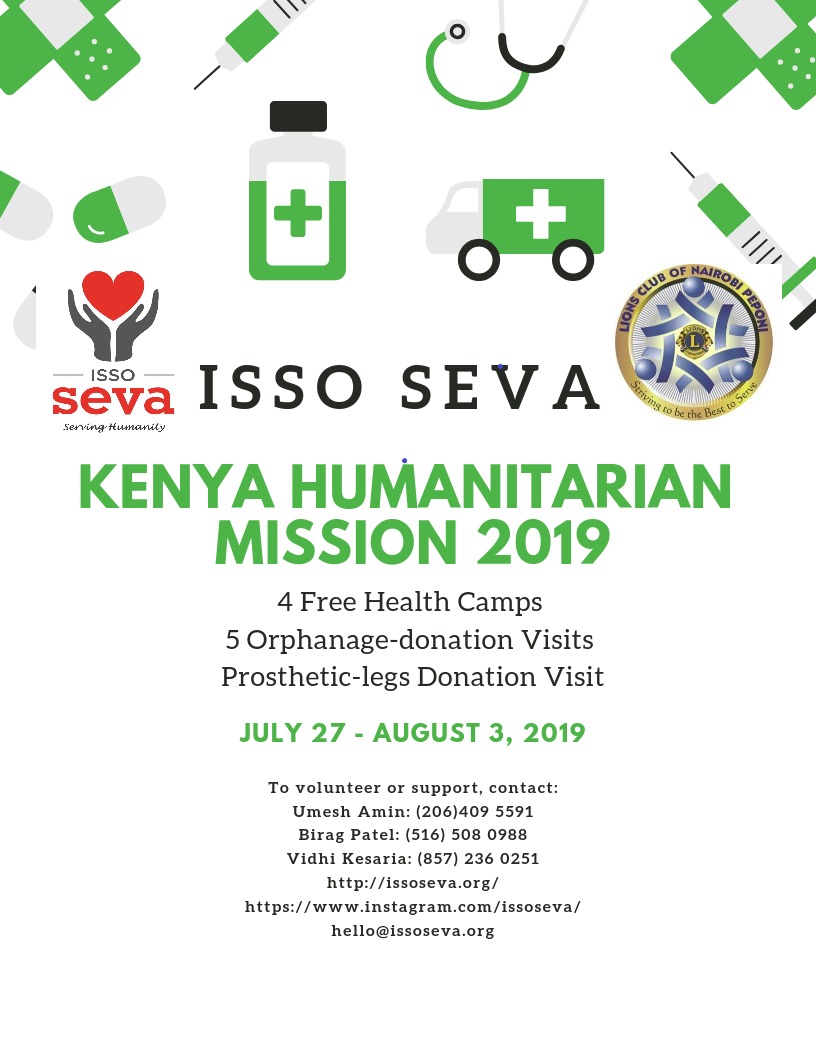 ISSO
seva
Serving Humanity
ISSO SEVA
LIONS CLUB OF NAIROBI PEPONI
LIONS
L
Striving to be the Best to Serve
KENYA HUMANITARIAN
MISSION 2019
4 Free Health Camps
5 Orphanage-donation Visits
Prosthetic-legs Donation Visit
JULY 27 - AUGUST 3, 2019
To volunteer or support, contact:
Umesh Amin: (206)409 5591
Birag Patel: (516) 508 0988
Vidhi Kesaria: (857) 236 0251
http://issoseva.org/
https://www.instagram.com/issoseva/
hello@issoseva.org